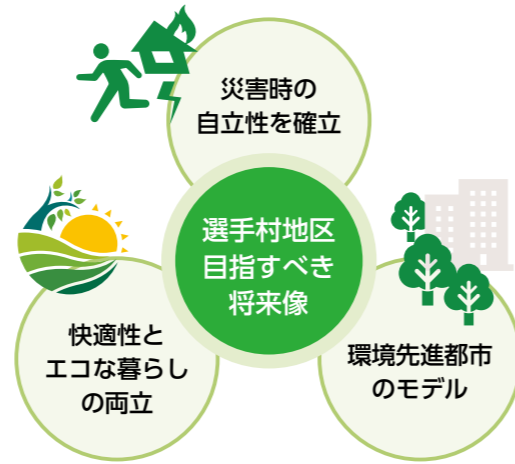 災害時の
自立性を確立
選手村地区
目指すべき
将来像
快適性と
エコな暮らし
の両立
環境先進都市
のモデル